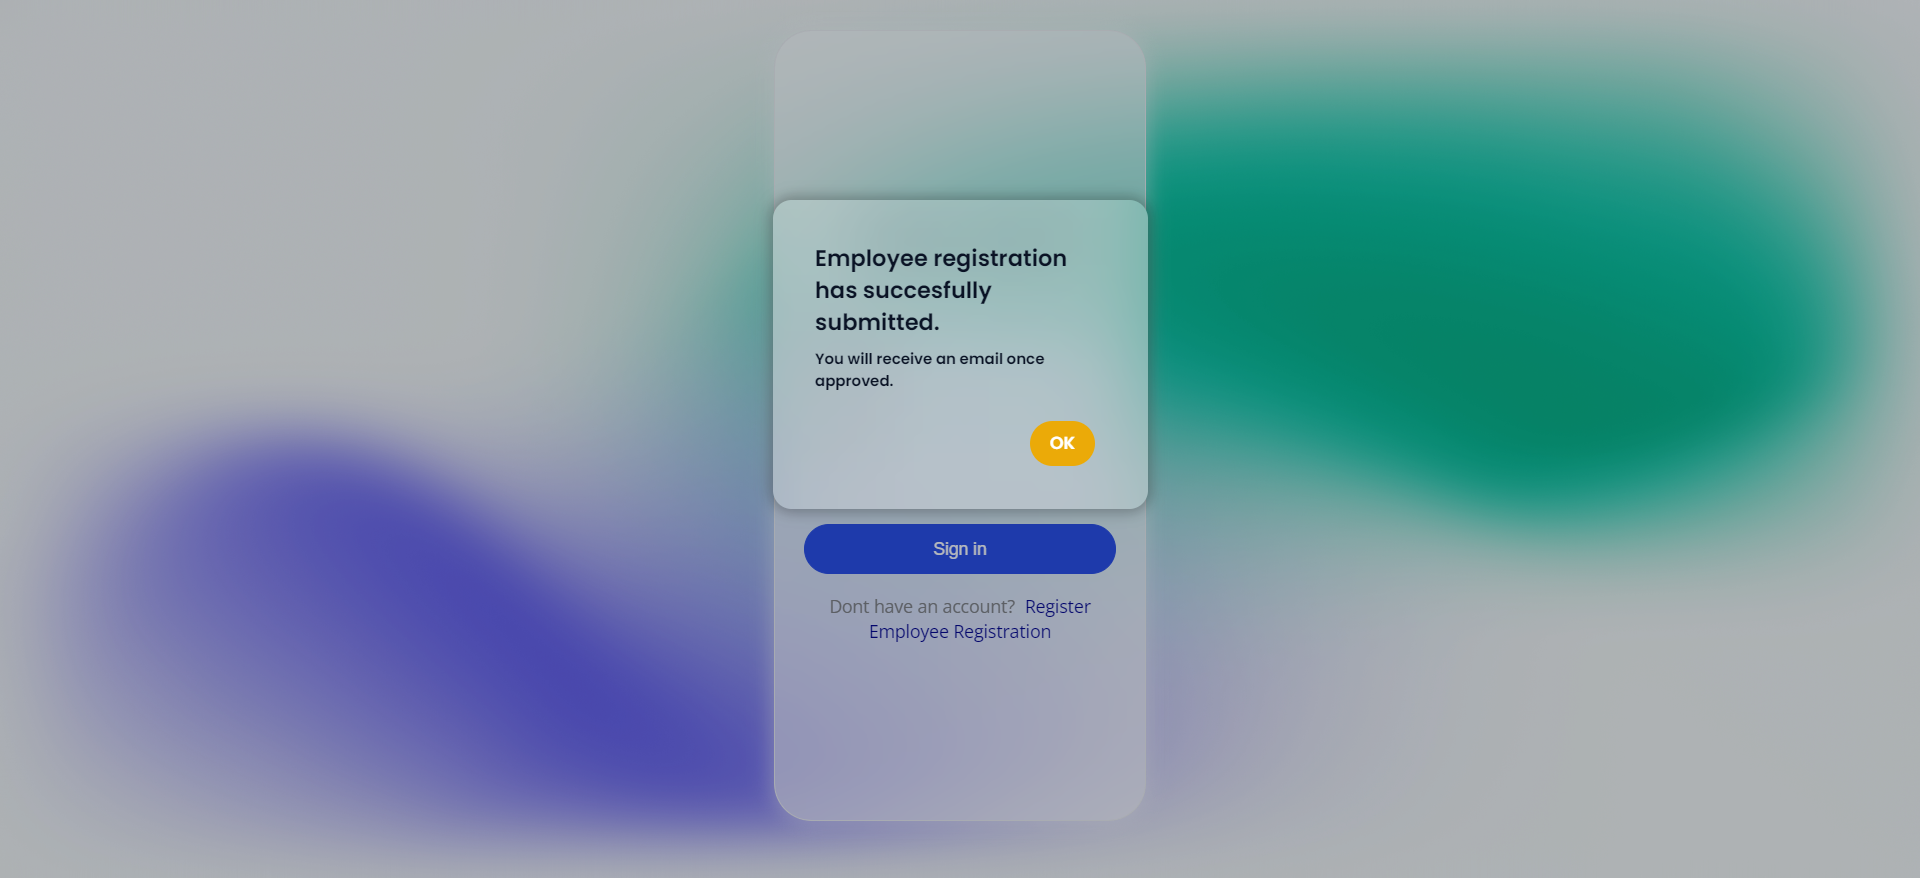 Employee registration
has succesfully
submitted.
You will receive an email once
approved.
OK
Sign in
Dont have an account? Register
Employee Registration